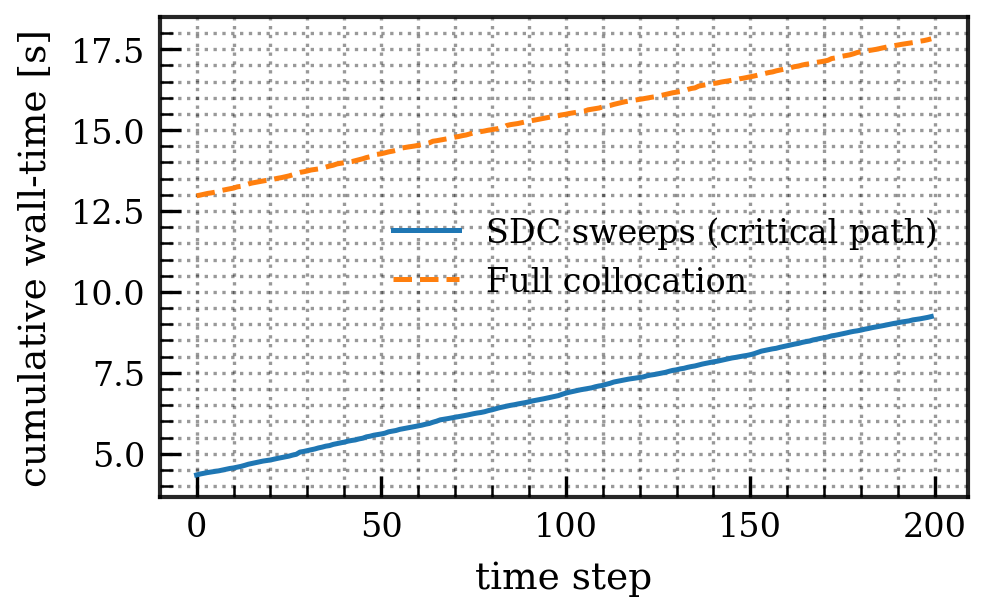 cumulative wall-time [s]
17.5
15.0
12.5
10.0
7.5
5.0
SDC sweeps (critical path)
Full collocation
0 50 100 150 200
time step